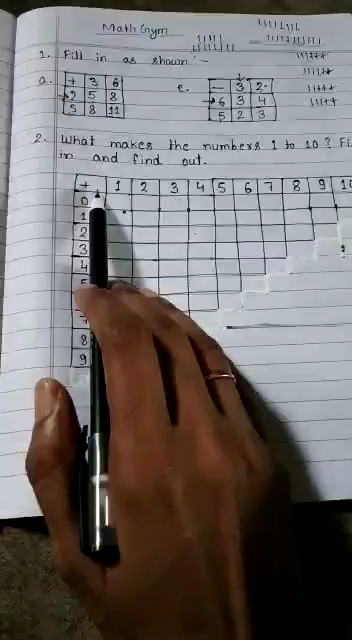 Math Gym
1. Fill in as shown :-
a. + 3 6
2 5 8
5 8 11
e. - 3 2
6 3 4
5 2 3
2. What makes the numbers 1 to 10 ? Fi
in and find out.
+ 1 2 3 4 5 6 7 8 9 10
0
1
2
3
4
8
9